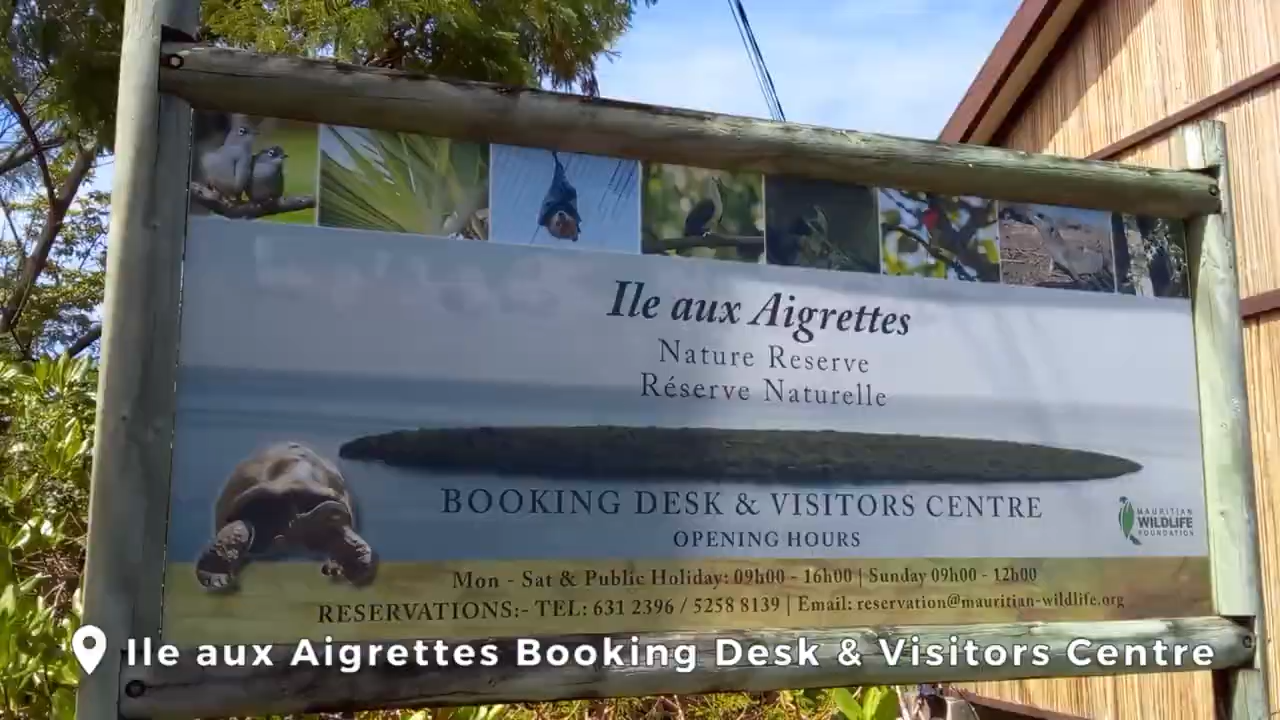 Ile aux Aigrettes
Nature Reserve
Réserve Naturelle
BOOKING DESK & VISITORS CENTRE
OPENING HOURS
MAURITIAN
WILDLIFE
FOUNDATION
Mon - Sat & Public Holiday: 09h00 - 16h00 | Sunday 09h00 - 12h00
RESERVATIONS:- TEL: 631 2396 / 5258 8139 | Email: reservation@mauritian-wildlife.org
Ile aux Aigrettes Booking Desk & Visitors Centre